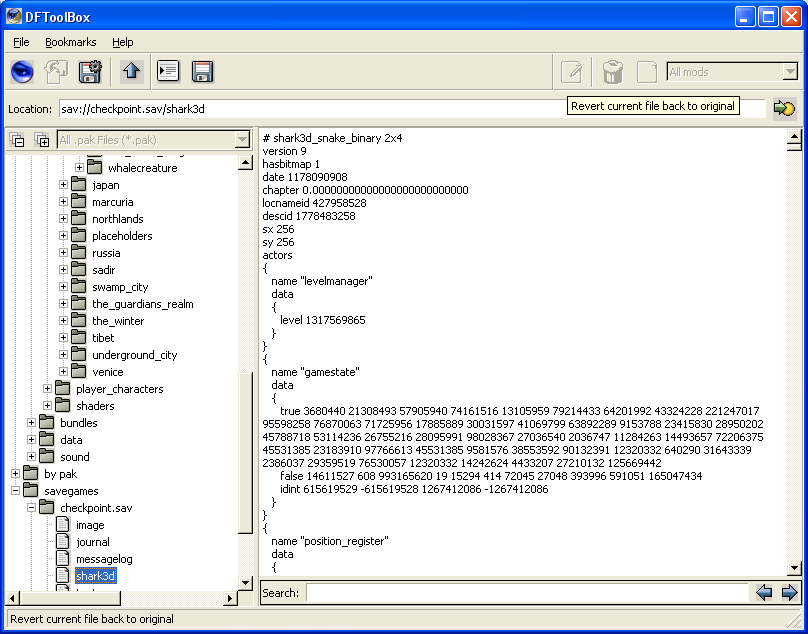 DFToolBox
File Bookmarks Help
All mods
Location: sav://checkpoint.sav/shark3d
Revert current file back to original
All .pak Files (*.pak)
whalecreature
japan
marcuria
northlands
placeholders
russia
sadir
swamp_city
the_guardians_realm
the_winter
tibet
underground_city
venice
player_characters
shaders
bundles
data
sound
by pak
savegames
checkpoint.sav
image
journal
messagelog
shark3d
# shark3d_snake_binary 2x4
version 9
hasbitmap 1
date 1178090908
chapter 0.00000000000000000000000000
locnameid 427958528
descid 1778483258
sx 256
sy 256
actors
{
name "levelmanager"
data
{
level 1317569865
}
}
{
name "gamestate"
data
{
true 3680440 21308493 57905940 74161516 13105959 79214433 64201992 43324228 221247017
95598258 76870063 71725956 17885889 30031597 41069799 63892289 9153788 23415830 28950202
45788718 53114236 26755216 28095991 98028367 27036540 2036747 11284263 14493657 72206375
45531385 23183910 97766613 45531385 9581576 38553592 90132391 12320332 640290 31643339
2386037 29359519 76530057 12320332 14242624 4433207 27210132 125669442
false 14611527 608 993165620 19 15294 414 72045 27048 393996 591051 165047434
idint 615619529 -615619528 1267412086 -1267412086
}
}
{
name "position_register"
data
{
Search:
Revert current file back to original